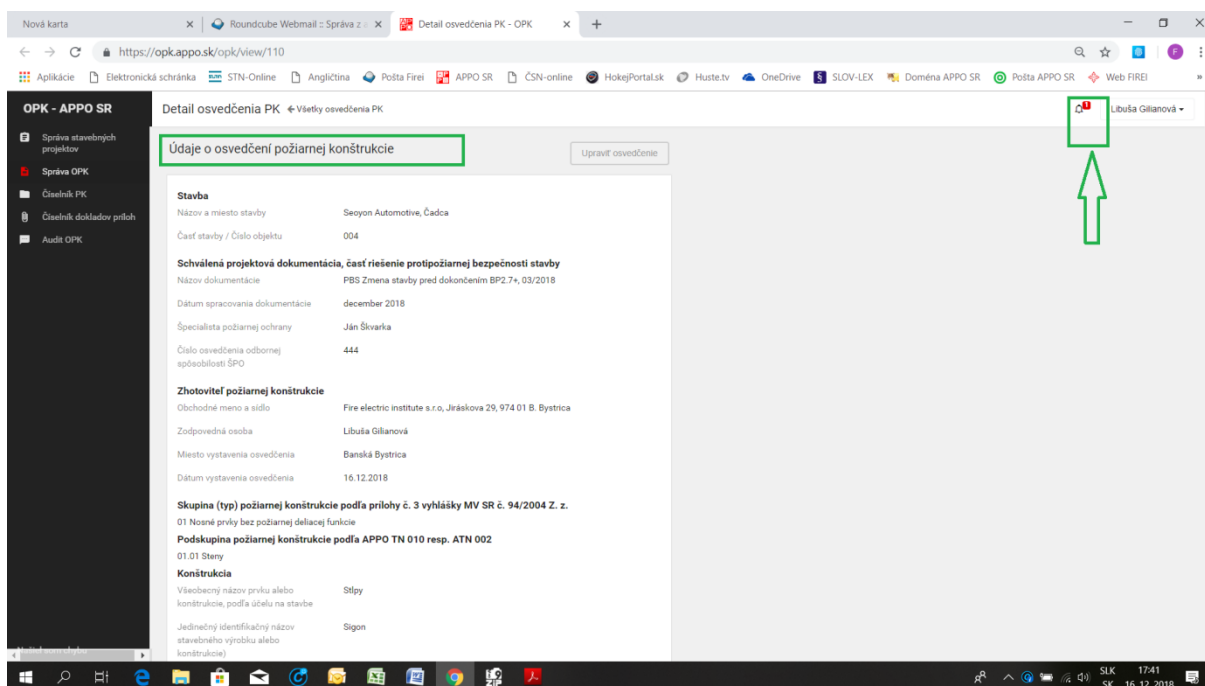 Nová karta
Roundcube Webmail :: Správa z
Detail osvedčenia PK - OPK
https://opk.appo.sk/opk/view/110
Aplikácie Elektronická schránka STN-Online Angličtina Pošta Firei APPO SR ČSN-online HokejPortal.sk Huste.tv OneDrive SLOV-LEX Doména APPO SR Pošta APPO SR Web FIREI »
OPK - APPO SR
Správa stavebných
projektov
Správa OPK
Číselník PK
Číselník dokladov príloh
Audit OPK
Detail osvedčenia PK ← Všetky osvedčenia PK
1
Libuša Gilianová
Údaje o osvedčení požiarnej konštrukcie
Upraviť osvedčenie
Stavba
Názov a miesto stavby Seoyon Automotive, Čadca
Časť stavby / Číslo objektu 004
Schválená projektová dokumentácia, časť riešenie protipožiarnej bezpečnosti stavby
Názov dokumentácie PBS Zmena stavby pred dokončením BP2.7+, 03/2018
Dátum spracovania dokumentácie december 2018
Špecialista požiarnej ochrany Ján Škvarka
Číslo osvedčenia odbornej 444
spôsobilosti ŠPO
Zhotoviteľ požiarnej konštrukcie
Obchodné meno a sídlo Fire electric institute s.r.o, Jiráskova 29, 974 01 B. Bystrica
Zodpovedná osoba Libuša Gilianová
Miesto vystavenia osvedčenia Banská Bystrica
Dátum vystavenia osvedčenia 16.12.2018
Skupina (typ) požiarnej konštrukcie podľa prílohy č. 3 vyhlášky MV SR č. 94/2004 Z. z.
01 Nosné prvky bez požiarnej deliacej funkcie
Podskupina požiarnej konštrukcie podľa APPO TN 010 resp. ATN 002
01.01 Steny
Konštrukcia
Všeobecný názov prvku alebo Stlpy
konštrukcie, podľa účelu na stavbe
Jedinečný identifikačný názov Sigon
stavebného výrobku alebo
konštrukcie)
Našiel som chybu
SLK 17:41
SK 16. 12. 2018